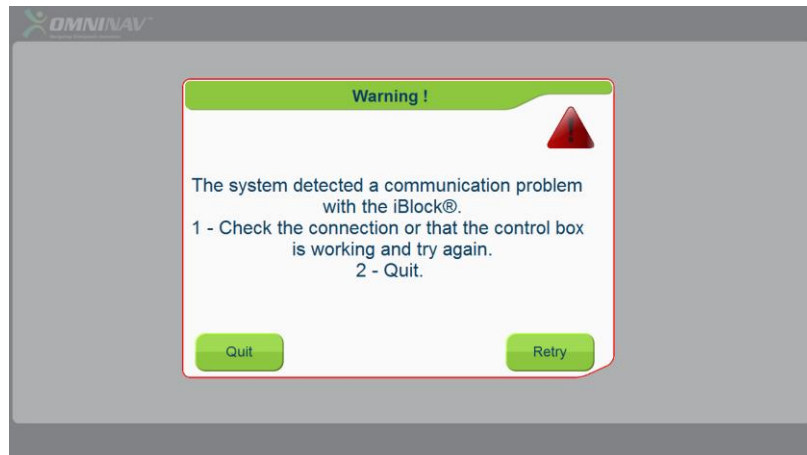 OMNINAV™
Warning !
The system detected a communication problem
with the iBlock®.
1 - Check the connection or that the control box
is working and try again.
2 - Quit.
Quit
Retry